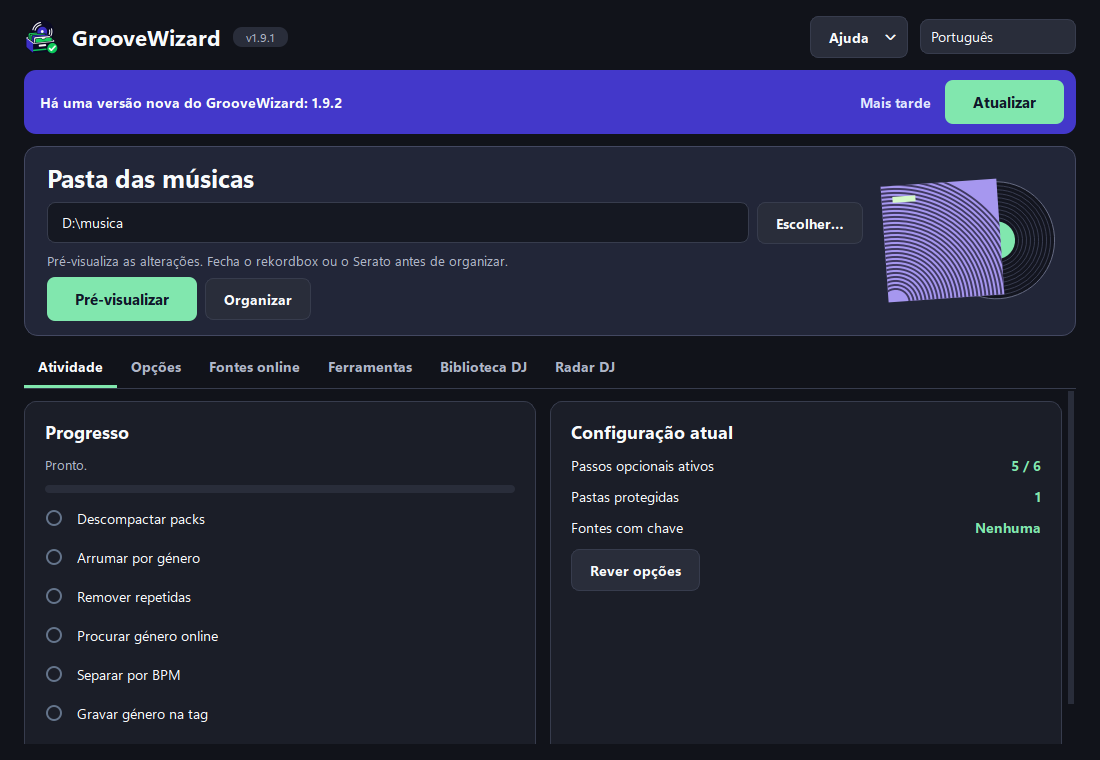 GrooveWizard
v1.9.1
Ajuda
Português
Há uma versão nova do GrooveWizard: 1.9.2
Mais tarde
Atualizar
Pasta das músicas
D:\musica
Escolher...
Pré-visualiza as alterações. Fecha o rekordbox ou o Serato antes de organizar.
Pré-visualizar
Organizar
Atividade
Opções
Fontes online
Ferramentas
Biblioteca DJ
Radar DJ
Progresso
Pronto.
Descompactar packs
Arrumar por género
Remover repetidas
Procurar género online
Separar por BPM
Gravar género na tag
Configuração atual
Passos opcionais ativos 5 / 6
Pastas protegidas 1
Fontes com chave Nenhuma
Rever opções